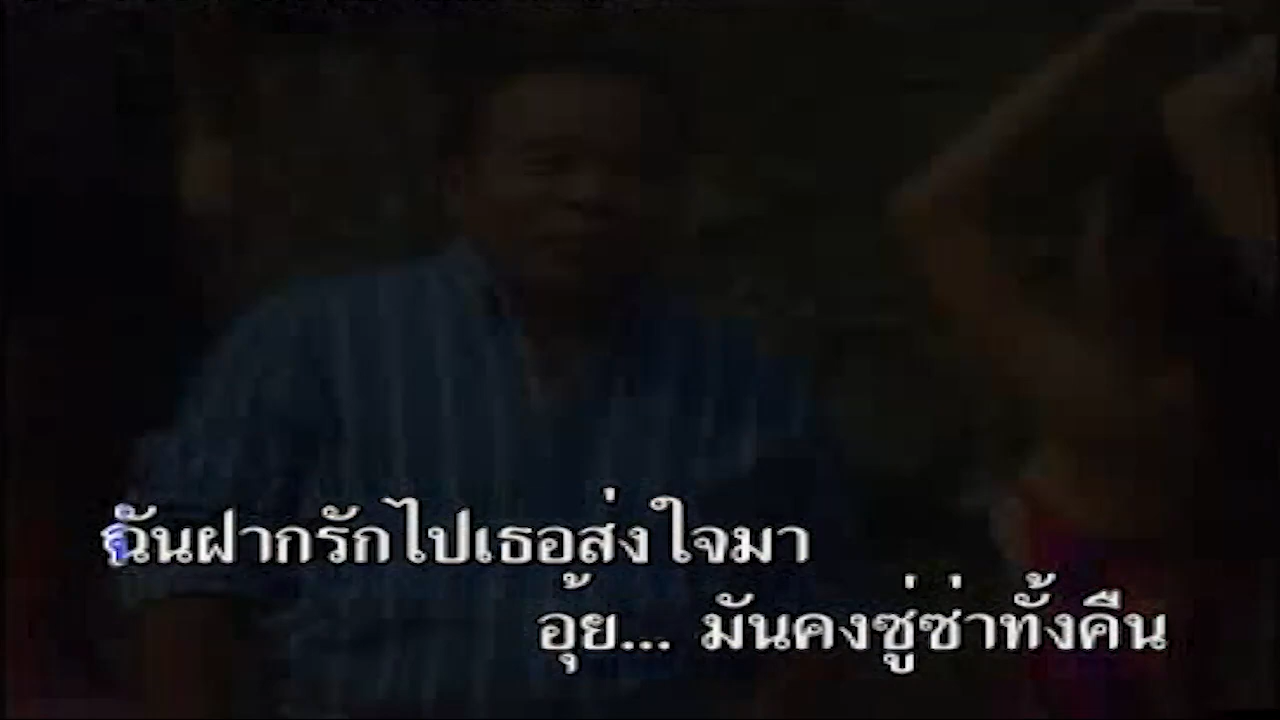 ฉันฝากรักไปเธอส่งใจมา
อุ้ย... มันคงซู่ซ่าทั้งคืน